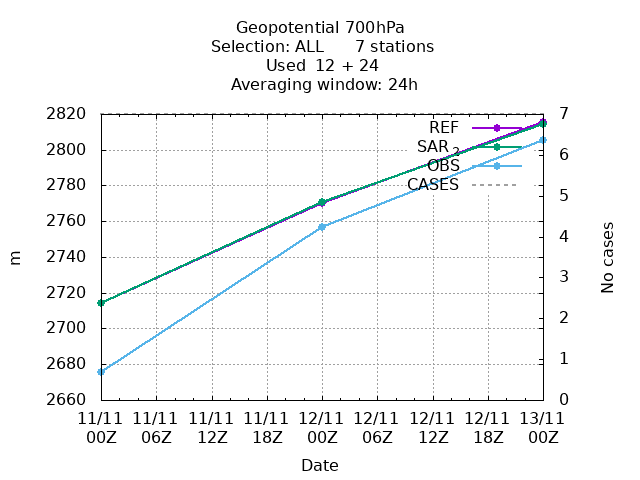 Geopotential 700hPa
Selection: ALL 7 stations
Used 12 + 24
Averaging window: 24h
2820
2800
2780
2760
2740
2720
2700
2680
2660
m
7
6
5
4
3
2
1
0
No cases
REF
SAR 2
OBS
CASES
11/11 11/11 11/11 11/11 12/11 12/11 12/11 12/11 13/11
00Z 06Z 12Z 18Z 00Z 06Z 12Z 18Z 00Z
Date